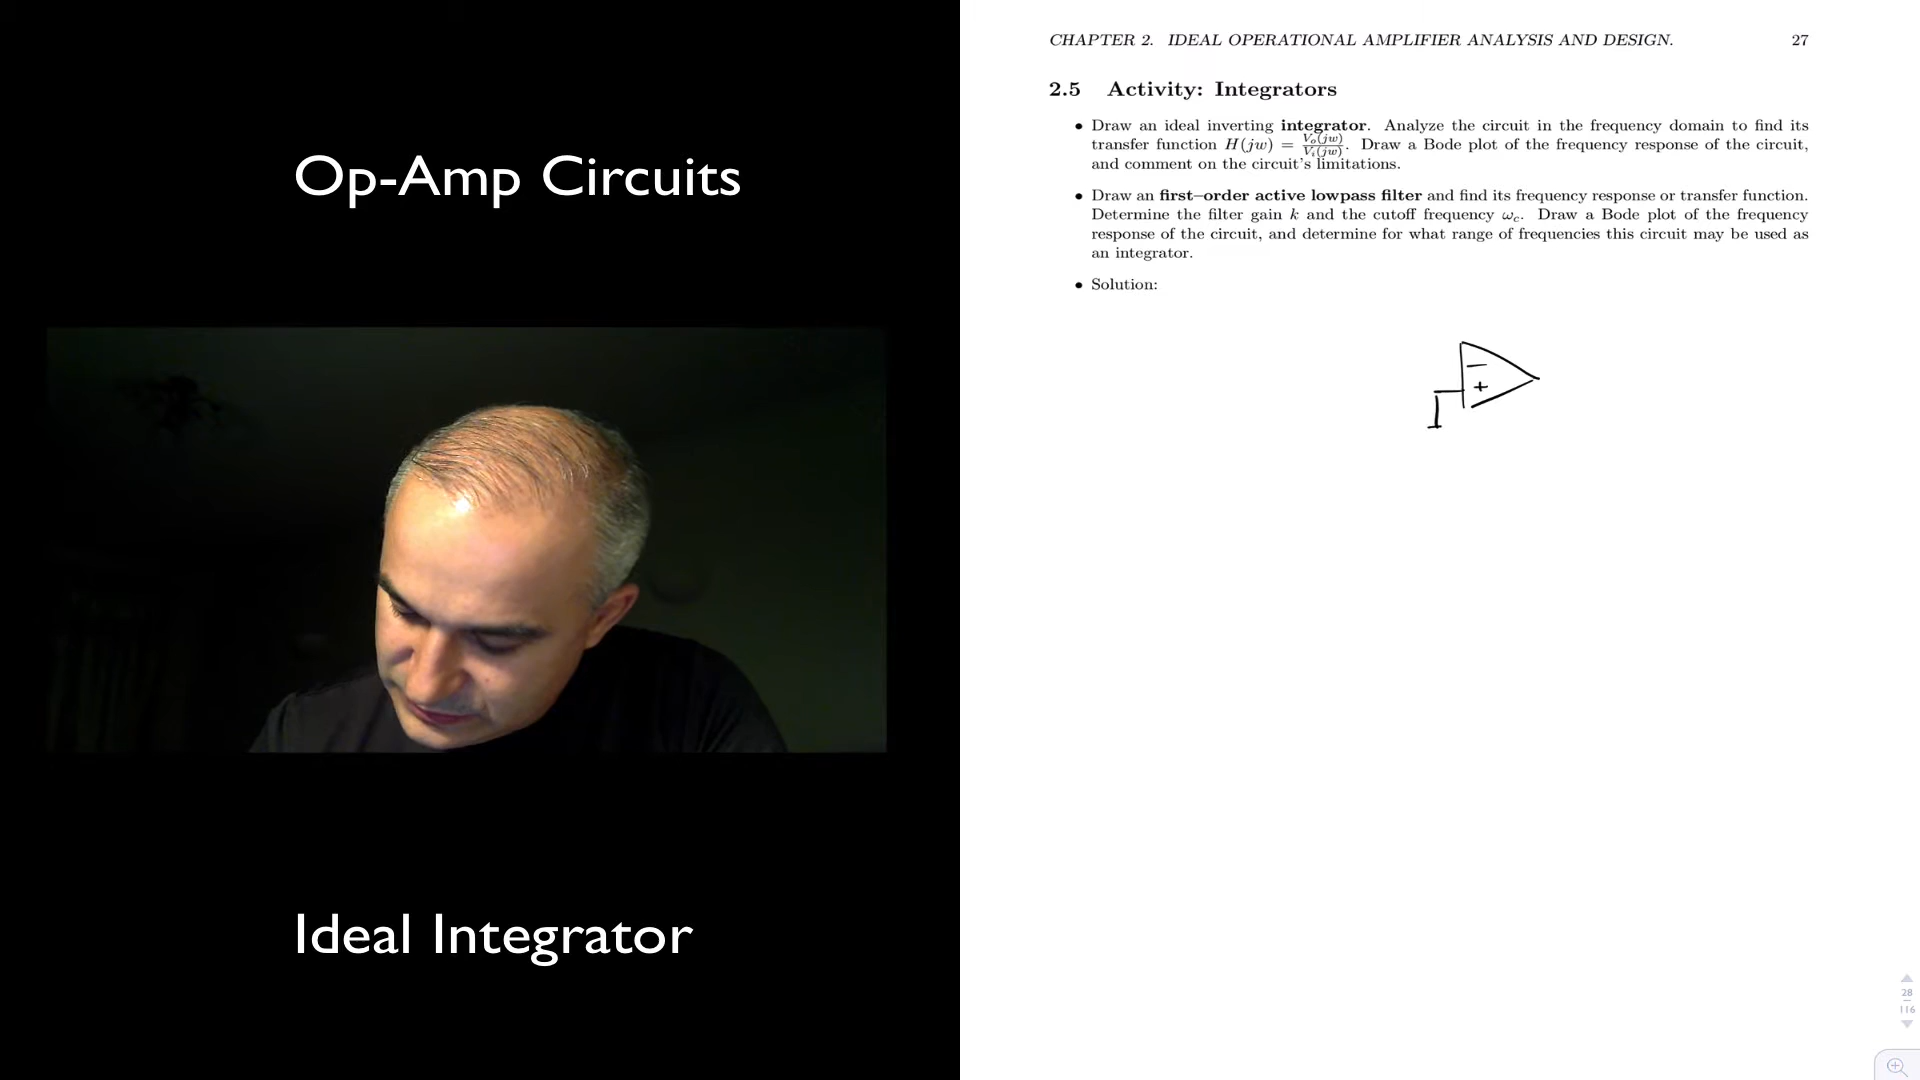 Op-Amp Circuits
Ideal Integrator
CHAPTER 2. IDEAL OPERATIONAL AMPLIFIER ANALYSIS AND DESIGN. 27
2.5 Activity: Integrators
• Draw an ideal inverting integrator. Analyze the circuit in the frequency domain to find its
transfer function H(jw) = Vo(jw)/Vi(jw). Draw a Bode plot of the frequency response of the circuit,
and comment on the circuit's limitations.
• Draw an first–order active lowpass filter and find its frequency response or transfer function.
Determine the filter gain k and the cutoff frequency ωc. Draw a Bode plot of the frequency
response of the circuit, and determine for what range of frequencies this circuit may be used as
an integrator.
• Solution:
−
+
28
116